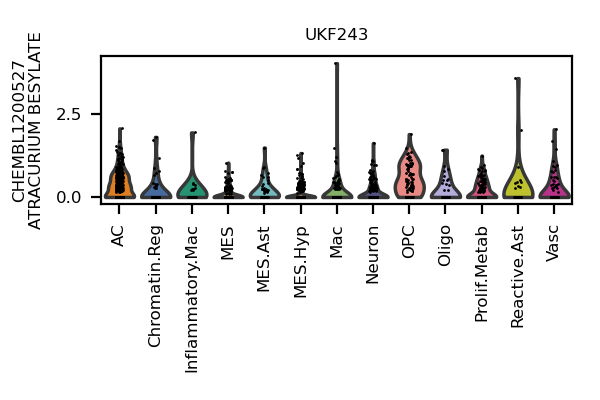 UKF243
CHEMBL1200527
ATRACURIUM BESYLATE
2.5
0.0
AC
Chromatin.Reg
Inflammatory.Mac
MES
MES.Ast
MES.Hyp
Mac
Neuron
OPC
Oligo
Prolif.Metab
Reactive.Ast
Vasc